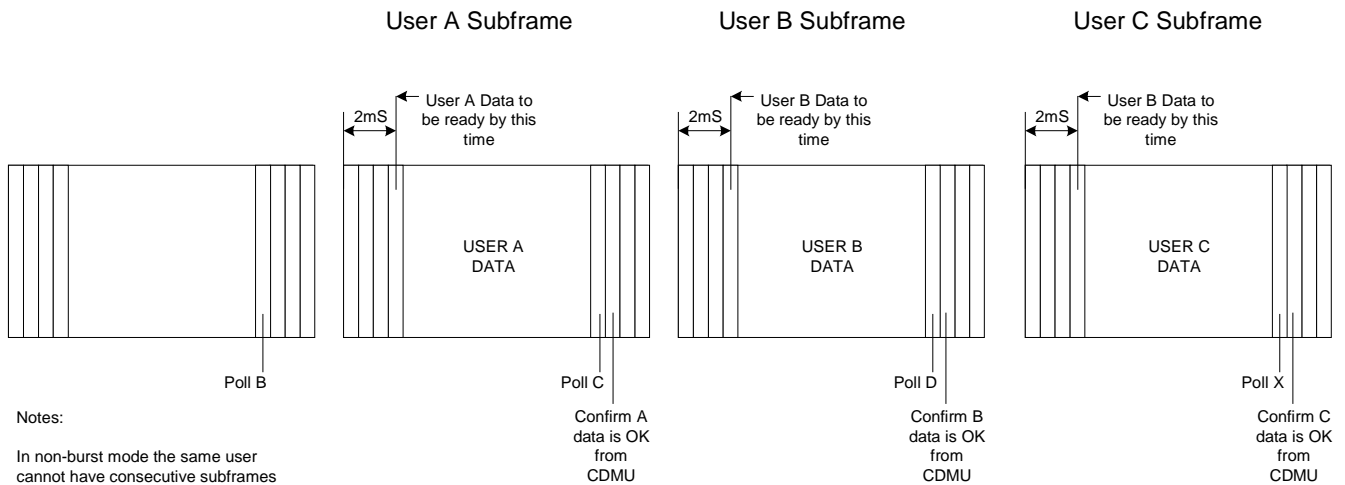 User A Subframe
User B Subframe
User C Subframe
2mS
User A Data to
be ready by this
time
2mS
User B Data to
be ready by this
time
2mS
User B Data to
be ready by this
time
USER A
DATA
USER B
DATA
USER C
DATA
Poll B
Poll C
Poll D
Poll X
Confirm A
data is OK
from
CDMU
Confirm B
data is OK
from
CDMU
Confirm C
data is OK
from
CDMU
Notes:
In non-burst mode the same user
cannot have consecutive subframes